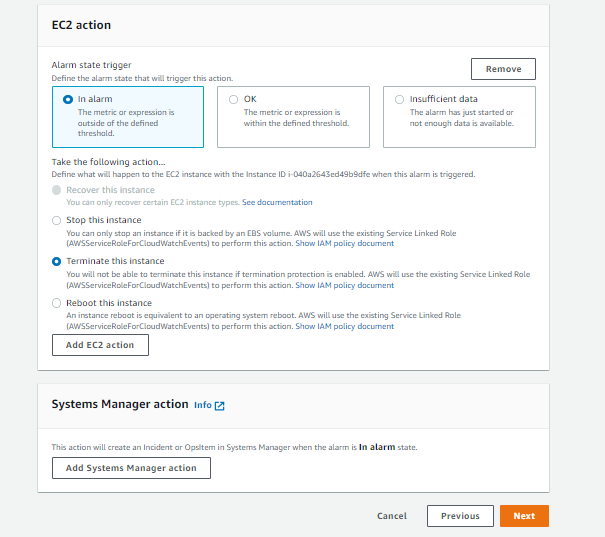 EC2 action
Alarm state trigger
Define the alarm state that will trigger this action.
Remove
In alarm
The metric or expression is
outside of the defined
threshold.
OK
The metric or expression is
within the defined threshold.
Insufficient data
The alarm has just started or
not enough data is available.
Take the following action...
Define what will happen to the EC2 instance with the Instance ID i-040a2643ed49b9dfe when this alarm is triggered.
Recover this instance
You can only recover certain EC2 instance types. See documentation
Stop this instance
You can only stop an instance if it is backed by an EBS volume. AWS will use the existing Service Linked Role
(AWSServiceRoleForCloudWatchEvents) to perform this action. Show IAM policy document
Terminate this instance
You will not be able to terminate this instance if termination protection is enabled. AWS will use the existing Service Linked Role
(AWSServiceRoleForCloudWatchEvents) to perform this action. Show IAM policy document
Reboot this instance
An instance reboot is equivalent to an operating system reboot. AWS will use the existing Service Linked Role
(AWSServiceRoleForCloudWatchEvents) to perform this action. Show IAM policy document
Add EC2 action
Systems Manager action Info
This action will create an Incident or OpsItem in Systems Manager when the alarm is In alarm state.
Add Systems Manager action
Cancel
Previous
Next